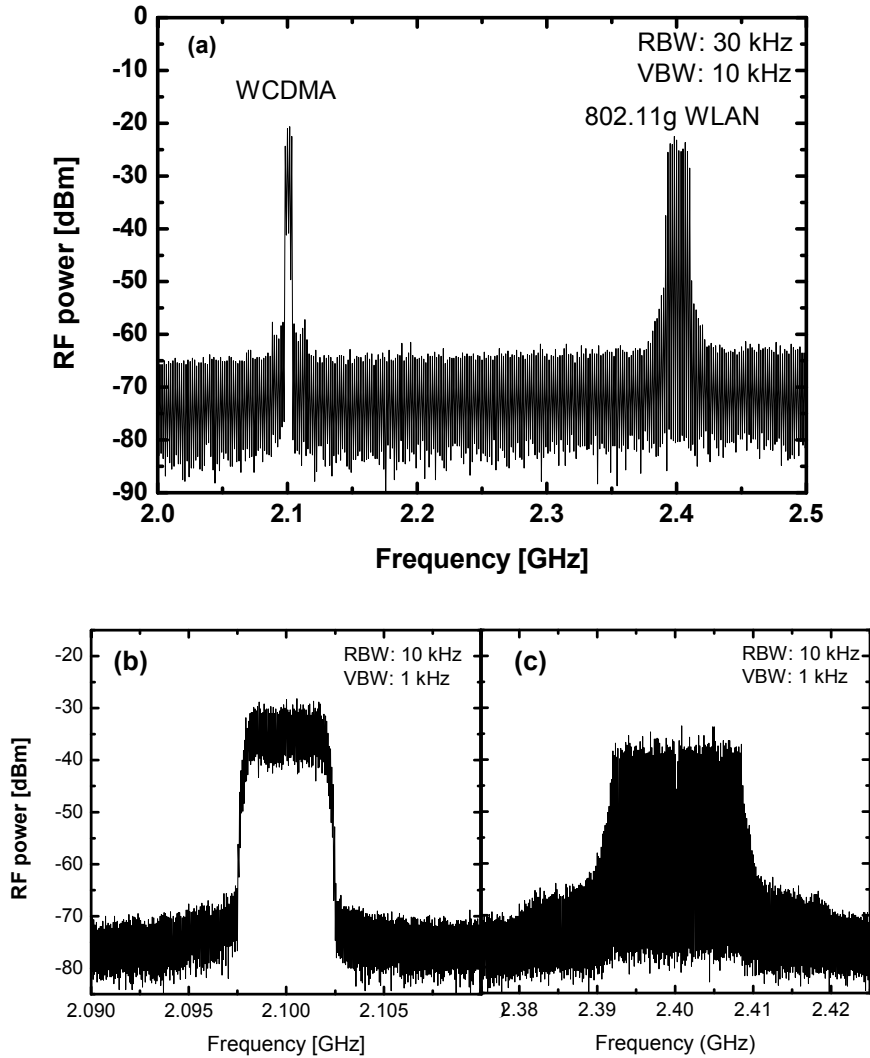 (a)
RBW: 30 kHz
VBW: 10 kHz
WCDMA
802.11g WLAN
RF power [dBm]
0
-10
-20
-30
-40
-50
-60
-70
-80
-90
2.0
2.1
2.2
2.3
2.4
2.5
Frequency [GHz]
(b)
RBW: 10 kHz
VBW: 1 kHz
RF power [dBm]
-20
-30
-40
-50
-60
-70
-80
2.090
2.095
2.100
2.105
Frequency [GHz]
(c)
RBW: 10 kHz
VBW: 1 kHz
2.38
2.39
2.40
2.41
2.42
Frequency (GHz)